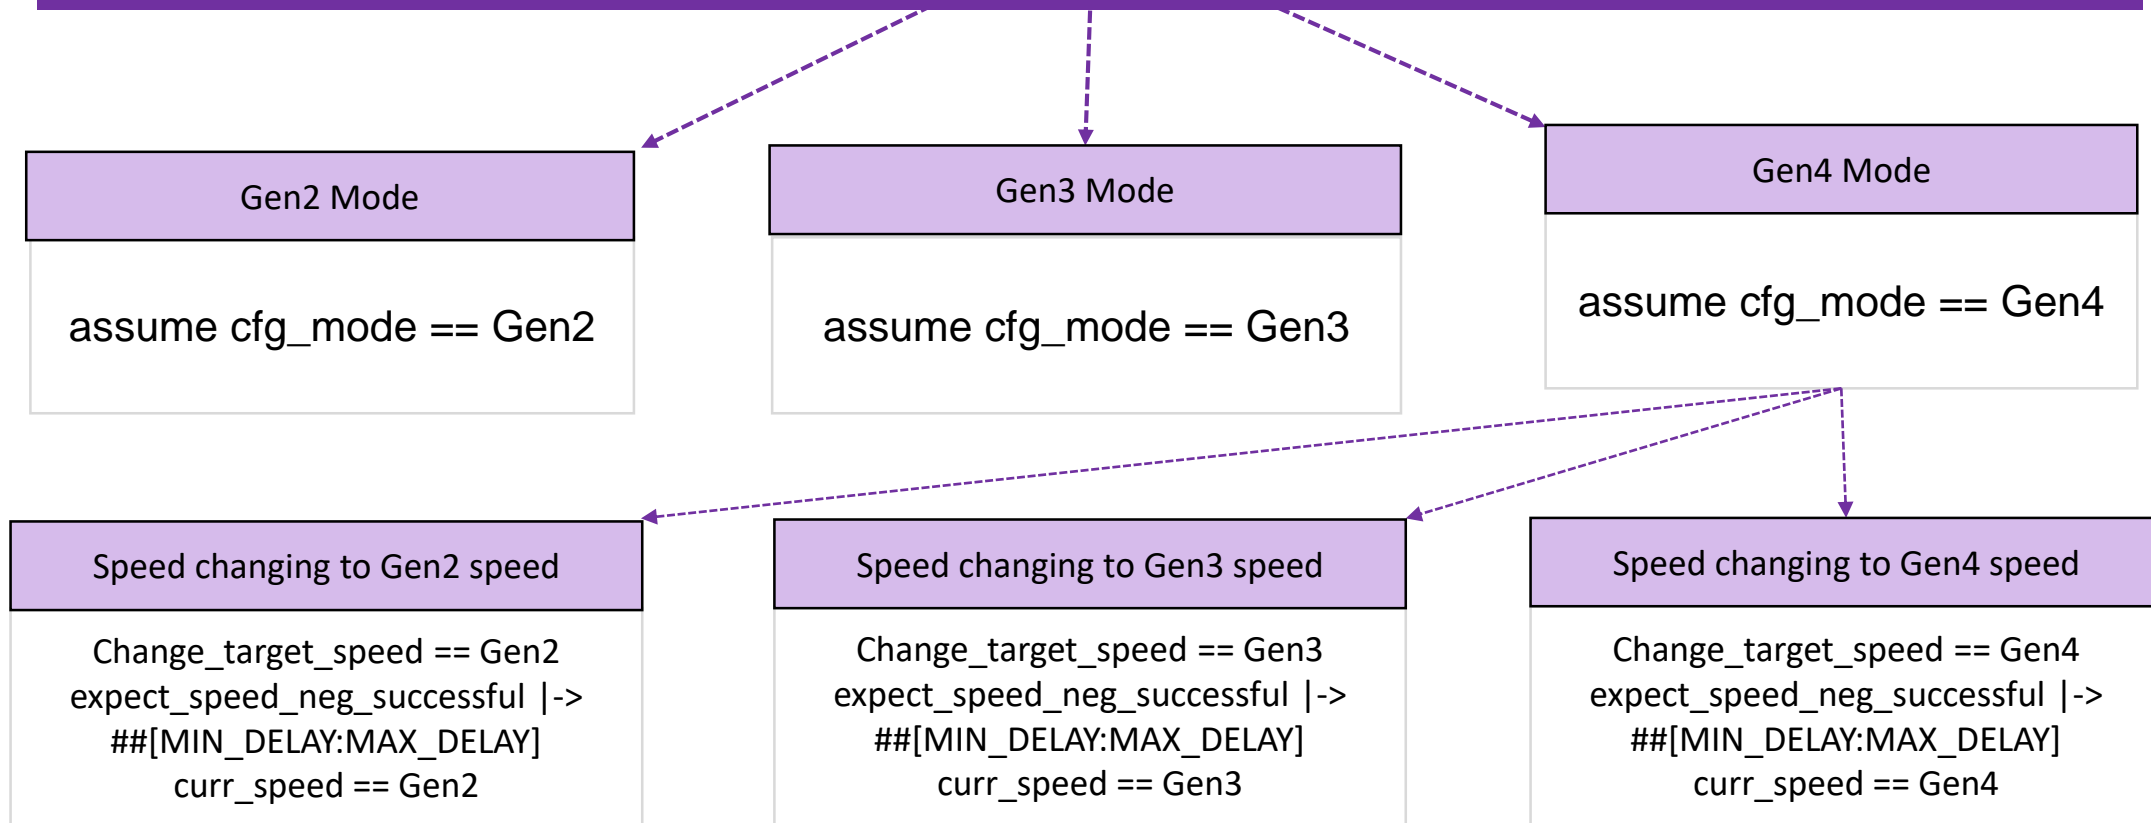 Gen2 Mode
Gen3 Mode
Gen4 Mode
assume cfg_mode == Gen2
assume cfg_mode == Gen3
assume cfg_mode == Gen4
Speed changing to Gen2 speed
Change_target_speed == Gen2
expect_speed_neg_successful |->
##[MIN_DELAY:MAX_DELAY]
curr_speed == Gen2
Speed changing to Gen3 speed
Change_target_speed == Gen3
expect_speed_neg_successful |->
##[MIN_DELAY:MAX_DELAY]
curr_speed == Gen3
Speed changing to Gen4 speed
Change_target_speed == Gen4
expect_speed_neg_successful |->
##[MIN_DELAY:MAX_DELAY]
curr_speed == Gen4